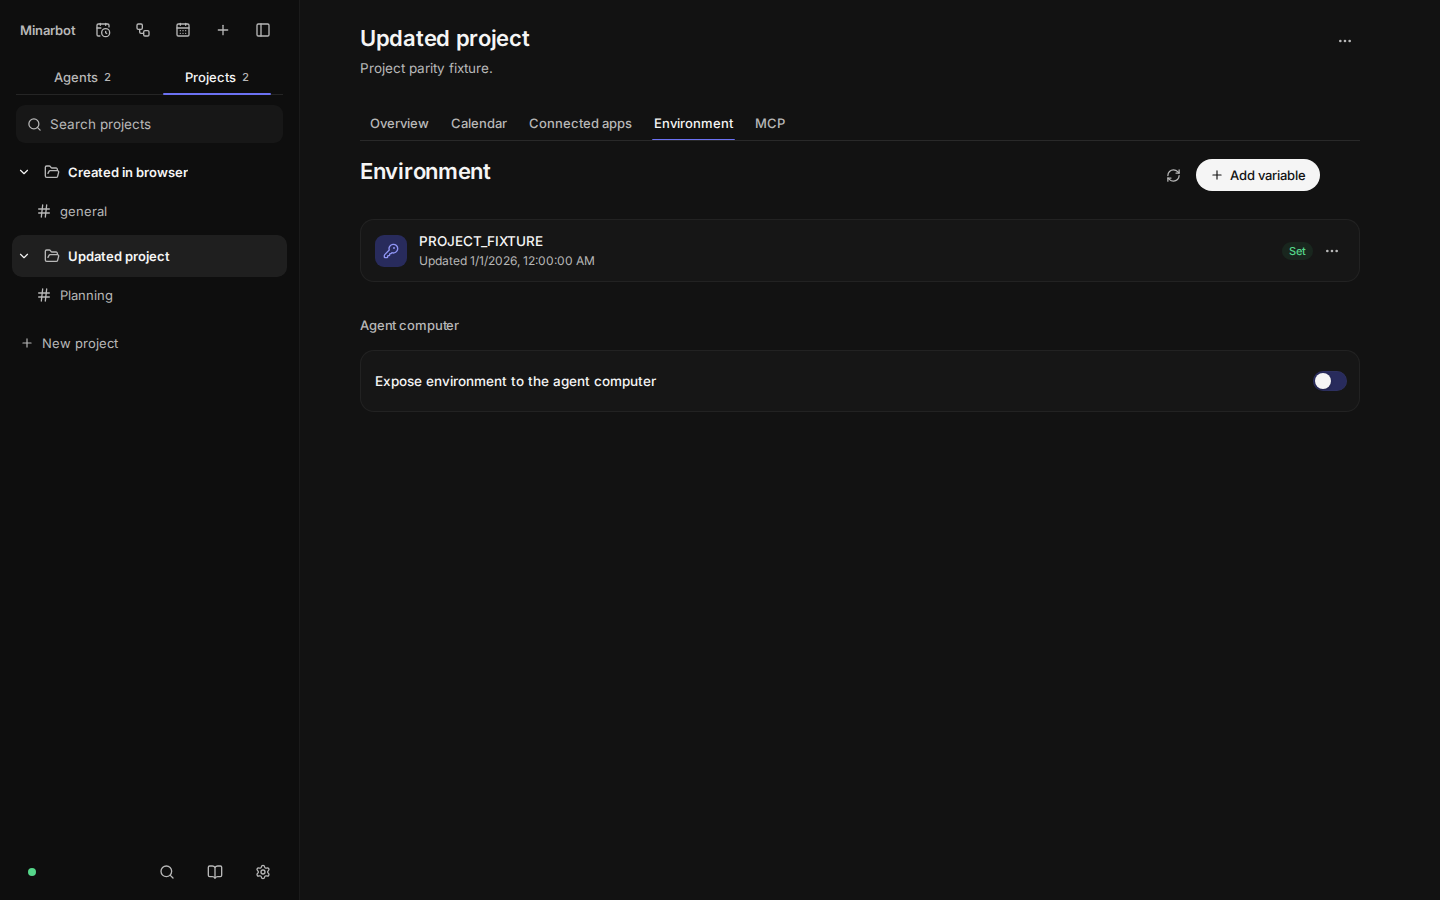 Minarbot
Agents 2
Projects 2
Search projects
Created in browser
general
Updated project
Planning
New project
Updated project
Project parity fixture.
Overview
Calendar
Connected apps
Environment
MCP
Environment
Add variable
PROJECT_FIXTURE
Updated 1/1/2026, 12:00:00 AM
Set
Agent computer
Expose environment to the agent computer